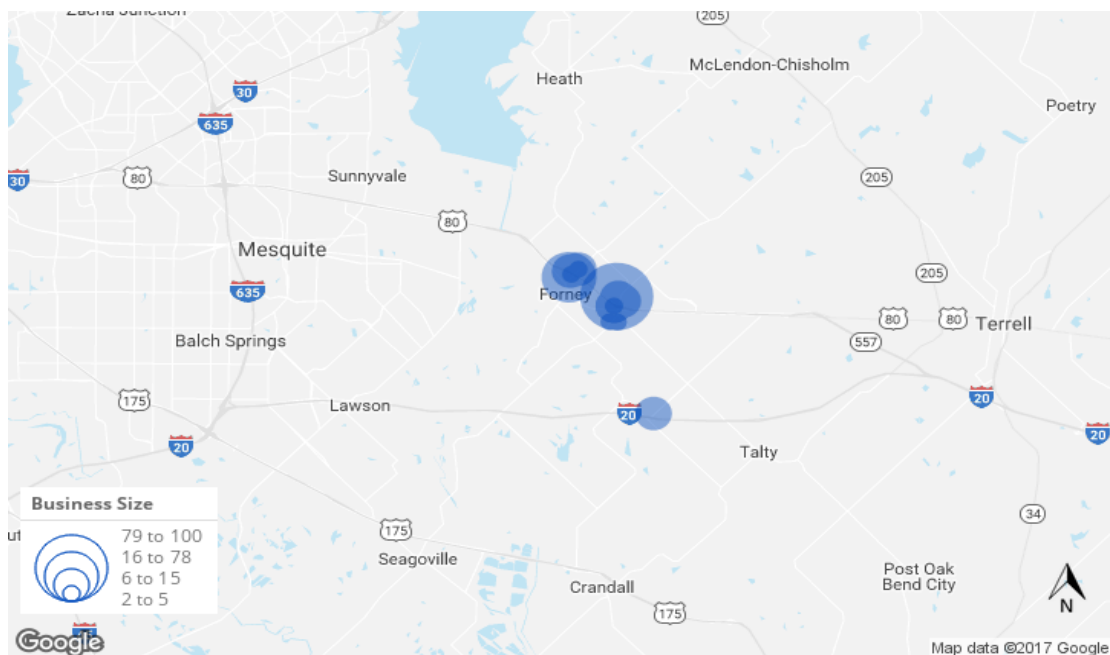 Zacha Junction
205
Heath
McLendon-Chisholm
30
Poetry
635
Sunnyvale
30
80
205
80
Mesquite
205
635
Forney
80
80
Terrell
Balch Springs
557
175
Lawson
20
20
20
20
Talty
Business Size
79 to 100
16 to 78
6 to 15
2 to 5
34
175
Seagoville
Post Oak
Bend City
Crandall
175
N
Google
Map data ©2017 Google